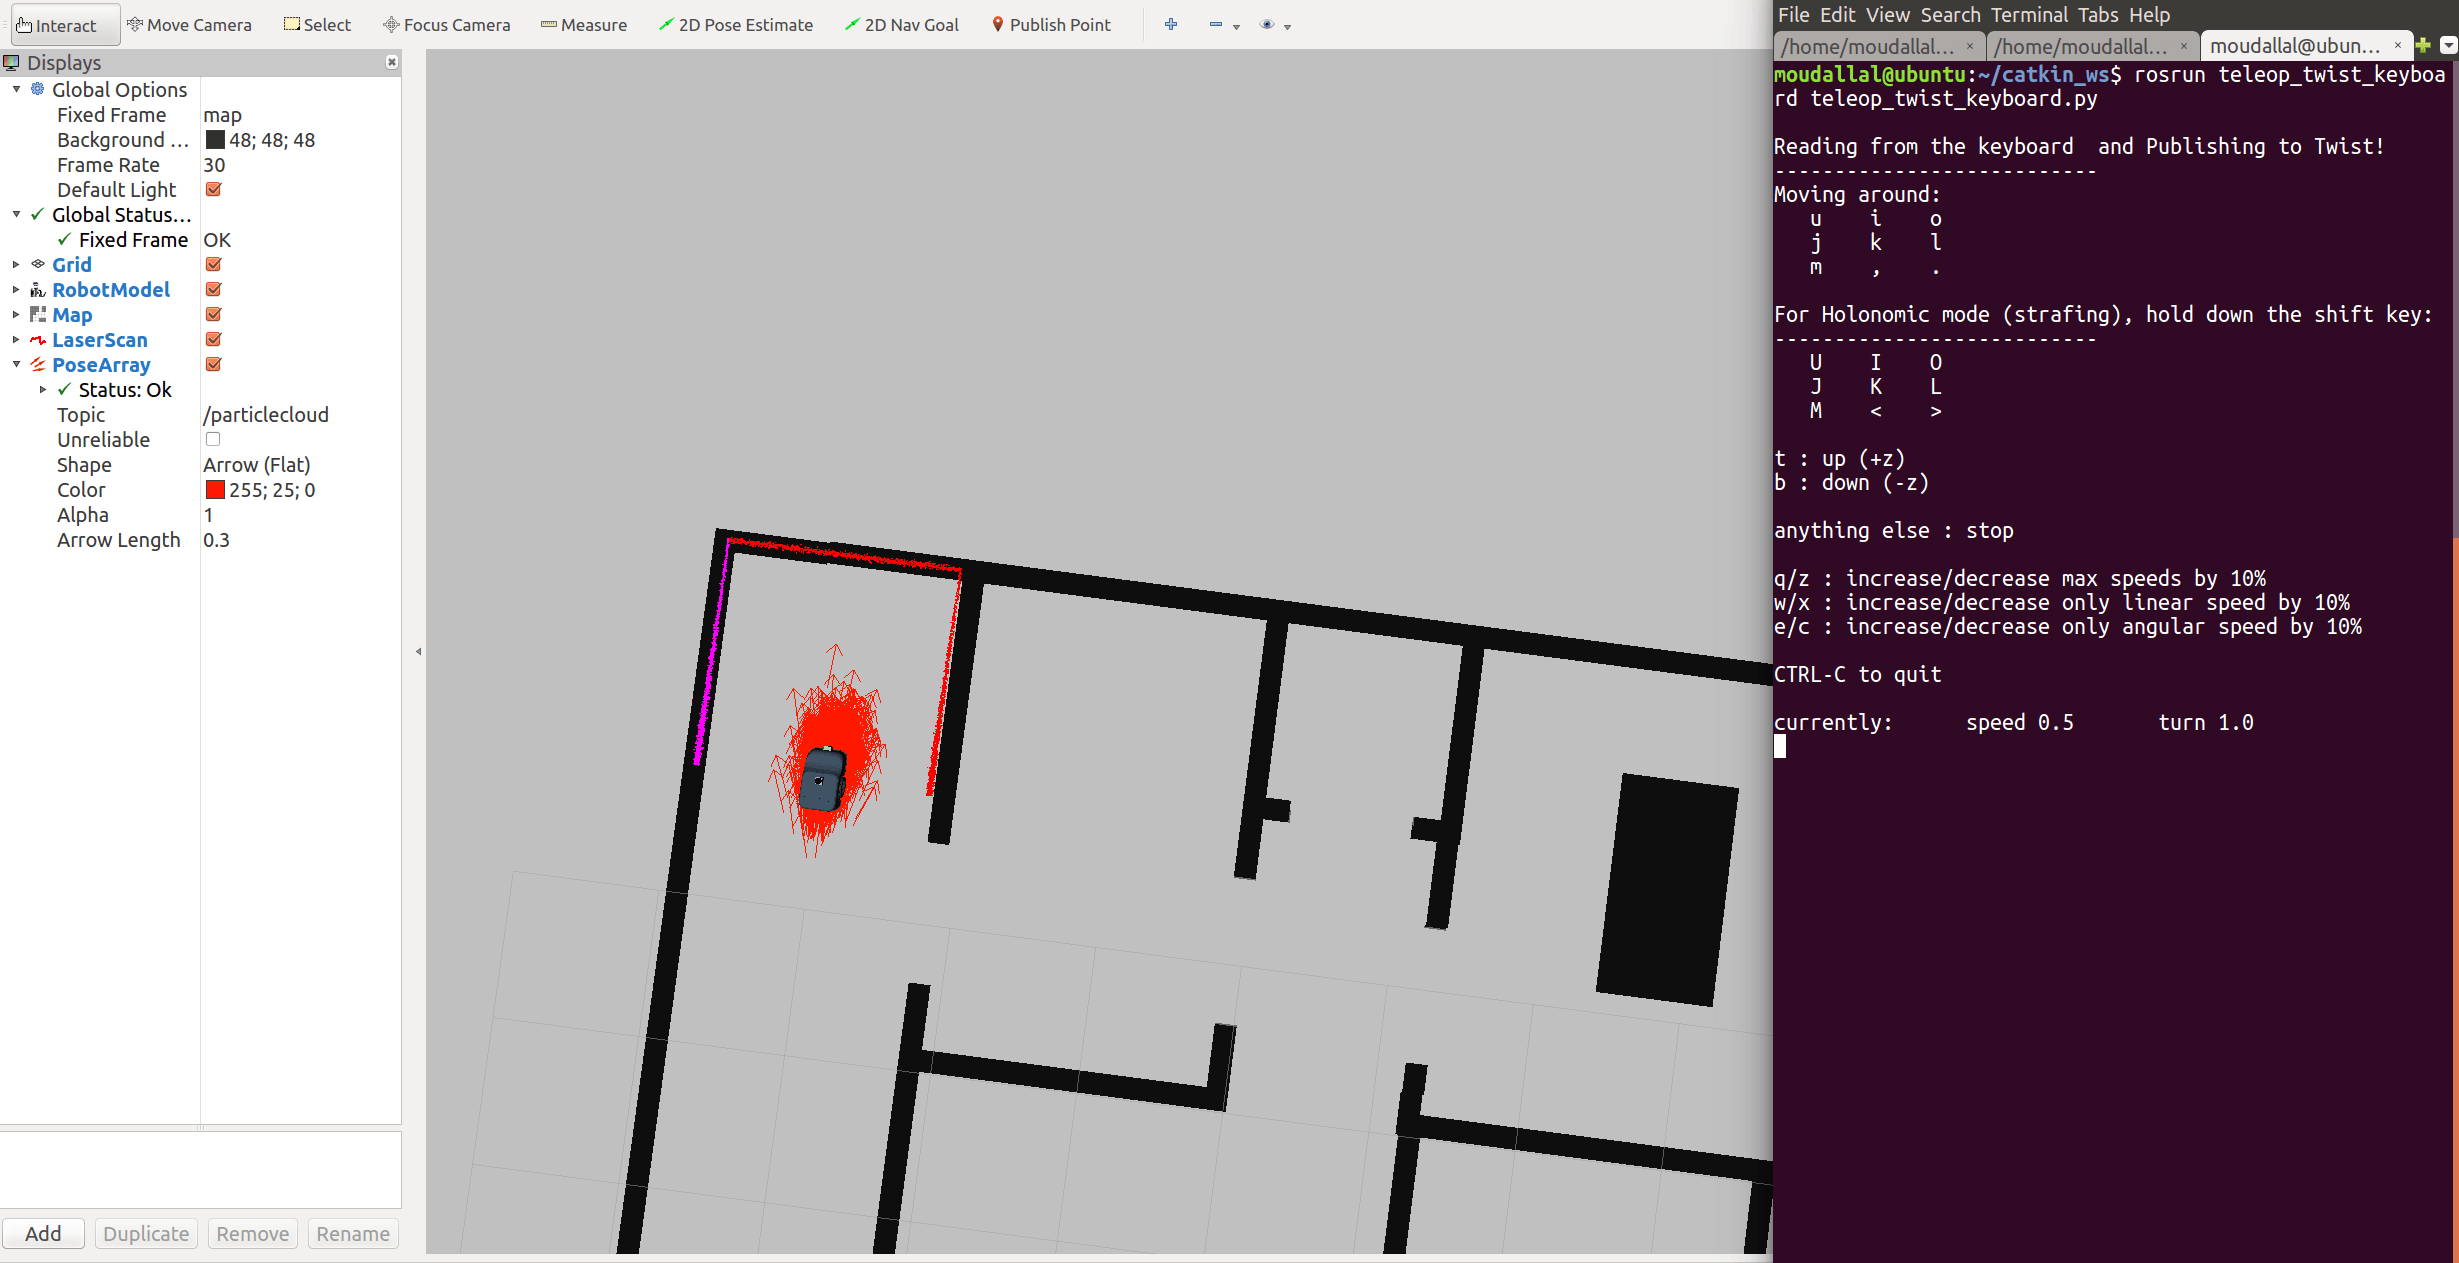 Interact
Move Camera
Select
Focus Camera
Measure
2D Pose Estimate
2D Nav Goal
Publish Point
Displays
Global Options
Fixed Frame map
Background ... 48; 48; 48
Frame Rate 30
Default Light
Global Status...
Fixed Frame OK
Grid
RobotModel
Map
LaserScan
PoseArray
Status: Ok
Topic /particlecloud
Unreliable
Shape Arrow (Flat)
Color 255; 25; 0
Alpha 1
Arrow Length 0.3
Add Duplicate Remove Rename
File Edit View Search Terminal Tabs Help
/home/moudallal... × /home/moudallal... × moudallal@ubun... ×
moudallal@ubuntu:~/catkin_ws$ rosrun teleop_twist_keyboa
rd teleop_twist_keyboard.py
Reading from the keyboard  and Publishing to Twist!
---------------------------
Moving around:
u i o
j k l
m , .
For Holonomic mode (strafing), hold down the shift key:
---------------------------
U I O
J K L
M < >
t : up (+z)
b : down (-z)
anything else : stop
q/z : increase/decrease max speeds by 10%
w/x : increase/decrease only linear speed by 10%
e/c : increase/decrease only angular speed by 10%
CTRL-C to quit
currently: speed 0.5 turn 1.0